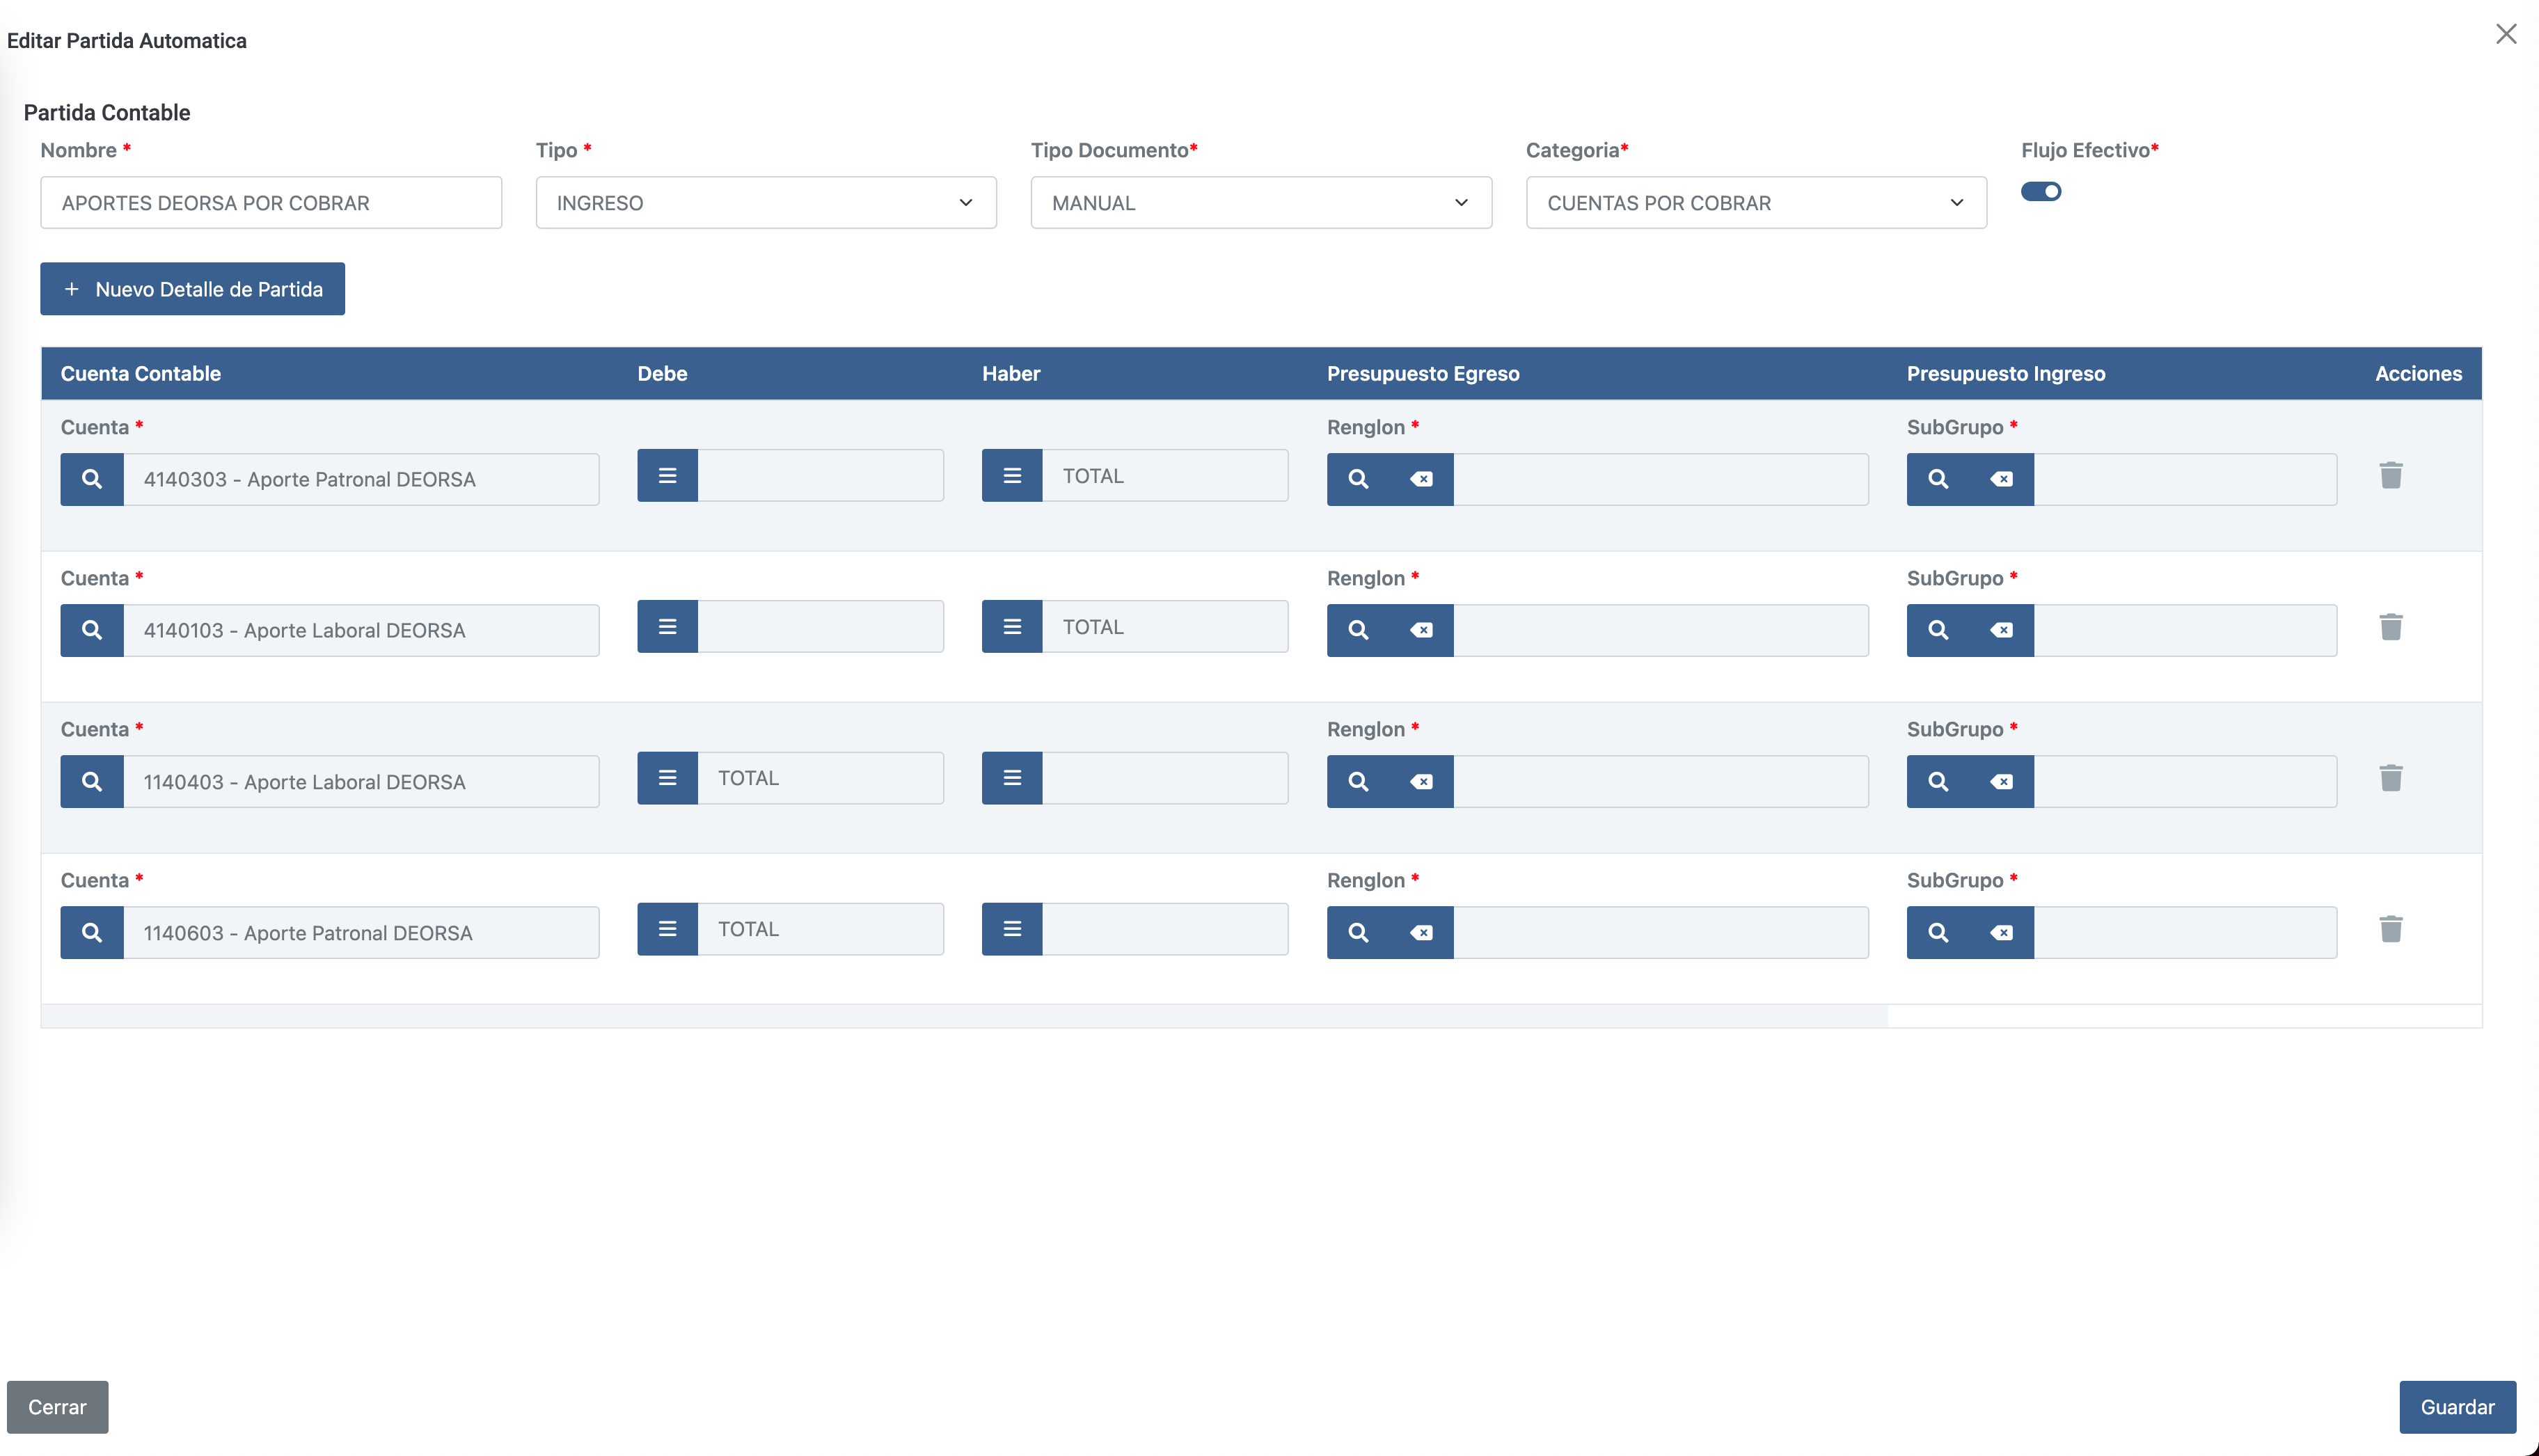 Editar Partida Automatica
Partida Contable
Nombre * Tipo * Tipo Documento* Categoria* Flujo Efectivo*
APORTES DEORSA POR COBRAR INGRESO MANUAL CUENTAS POR COBRAR
+ Nuevo Detalle de Partida
Cuenta Contable Debe Haber Presupuesto Egreso Presupuesto Ingreso Acciones
Cuenta * Renglon * SubGrupo *
4140303 - Aporte Patronal DEORSA TOTAL
Cuenta * Renglon * SubGrupo *
4140103 - Aporte Laboral DEORSA TOTAL
Cuenta * Renglon * SubGrupo *
1140403 - Aporte Laboral DEORSA TOTAL
Cuenta * Renglon * SubGrupo *
1140603 - Aporte Patronal DEORSA TOTAL
Cerrar Guardar